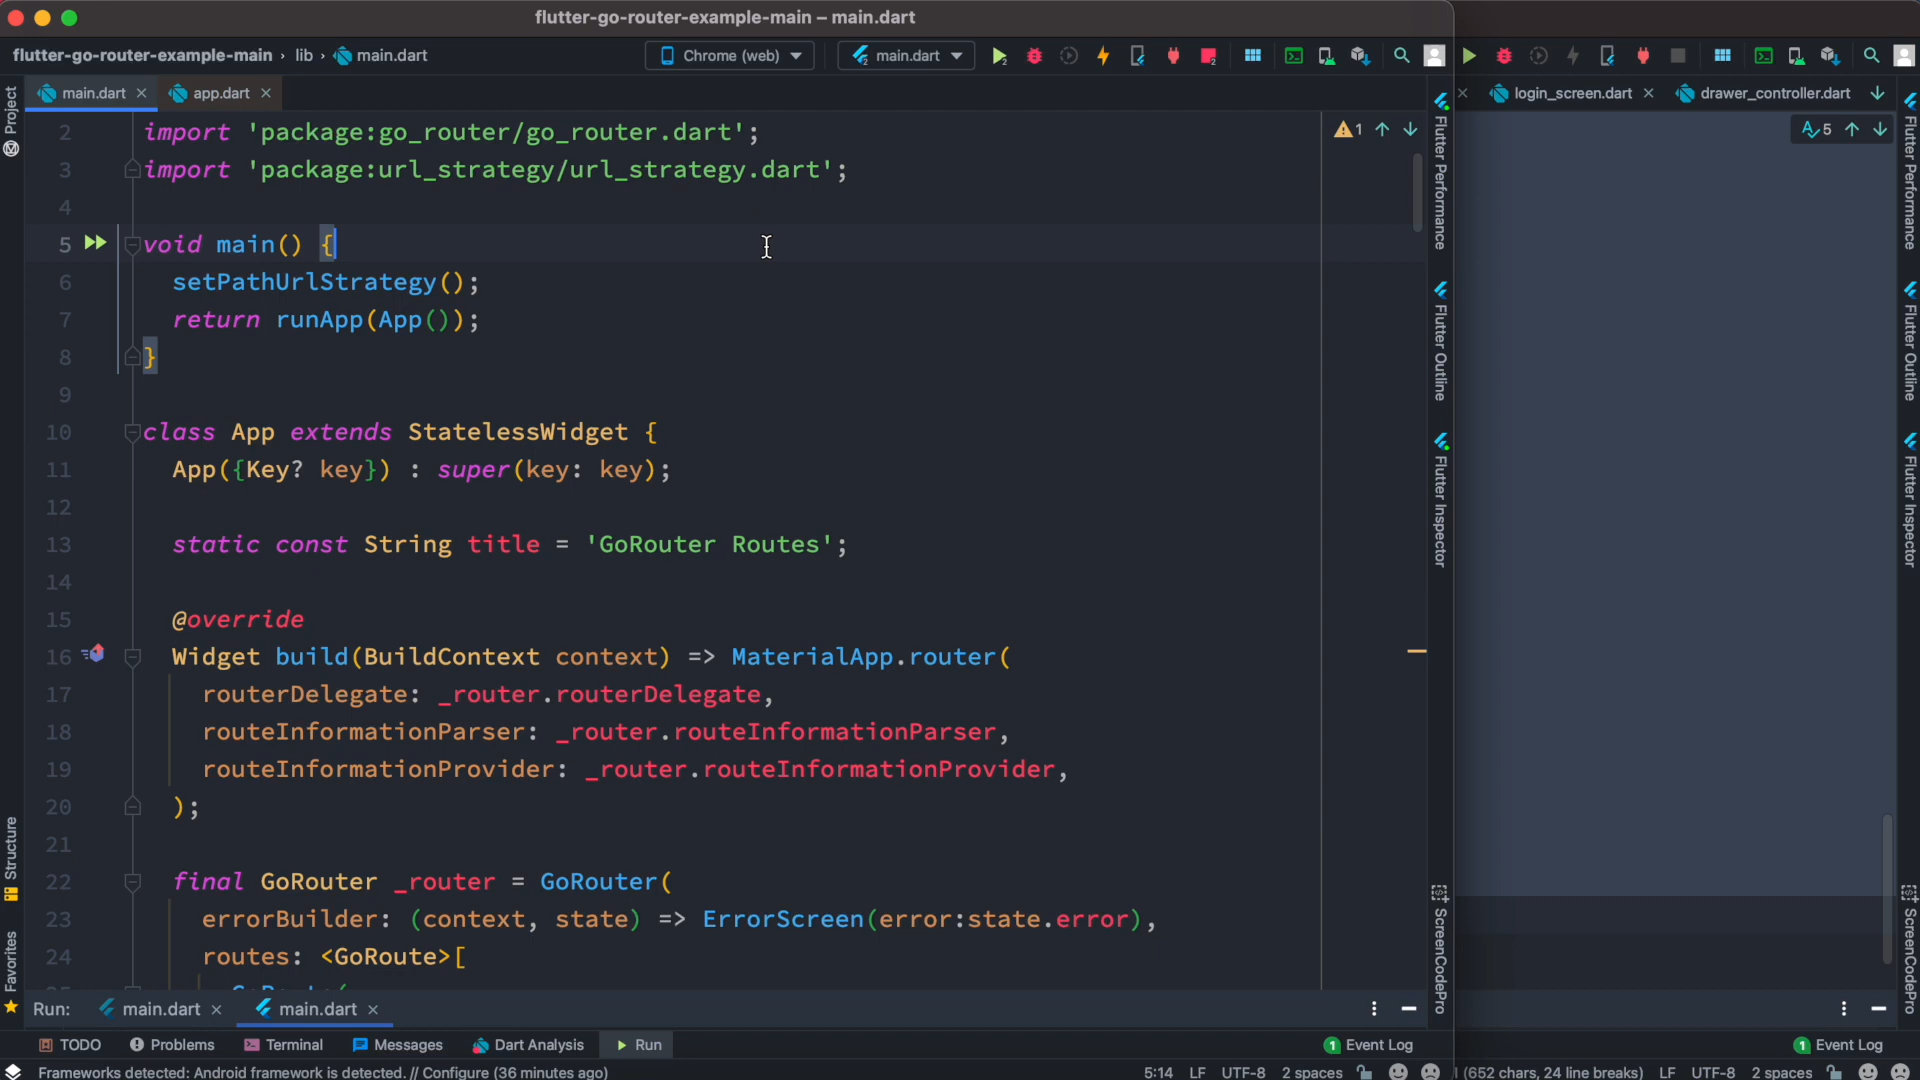 flutter-go-router-example-main – main.dart
flutter-go-router-example-main › lib › main.dart
Chrome (web)
main.dart
main.dart
app.dart
login_screen.dart
drawer_controller.dart
Project
2 import 'package:go_router/go_router.dart';
3 import 'package:url_strategy/url_strategy.dart';
4
5 void main() {
6 setPathUrlStrategy();
7 return runApp(App());
8 }
9
10 class App extends StatelessWidget {
11 App({Key? key}) : super(key: key);
12
13 static const String title = 'GoRouter Routes';
14
15 @override
16 Widget build(BuildContext context) => MaterialApp.router(
17 routerDelegate: _router.routerDelegate,
18 routeInformationParser: _router.routeInformationParser,
19 routeInformationProvider: _router.routeInformationProvider,
20 );
21
22 final GoRouter _router = GoRouter(
23 errorBuilder: (context, state) => ErrorScreen(error:state.error),
24 routes: <GoRoute>[
1
5
Flutter Performance
Flutter Outline
Flutter Inspector
ScreenCodePro
Flutter Performance
Flutter Outline
Flutter Inspector
ScreenCodePro
Structure
Favorites
Run:
main.dart
main.dart
TODO
Problems
Terminal
Messages
Dart Analysis
Run
1 Event Log
1 Event Log
Frameworks detected: Android framework is detected. // Configure (36 minutes ago)
5:14 LF UTF-8 2 spaces
(652 chars, 24 line breaks) LF UTF-8 2 spaces